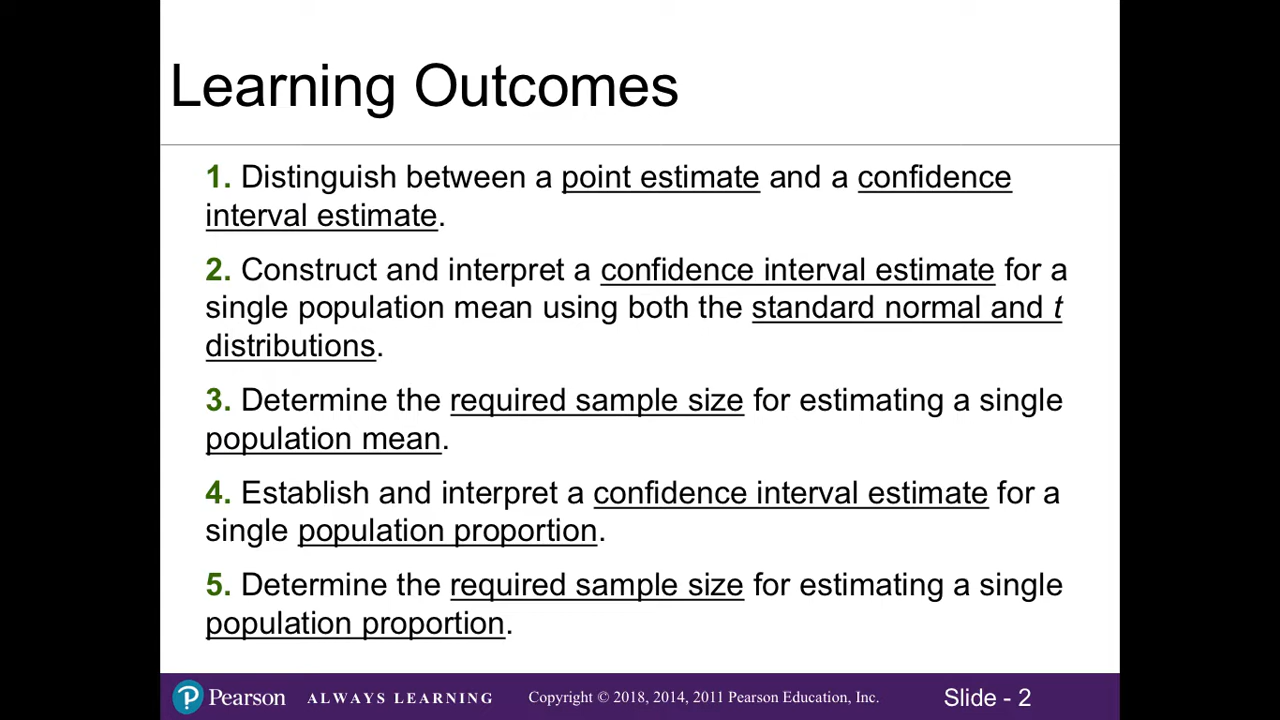 Learning Outcomes
1. Distinguish between a point estimate and a confidence
interval estimate.
2. Construct and interpret a confidence interval estimate for a
single population mean using both the standard normal and t
distributions.
3. Determine the required sample size for estimating a single
population mean.
4. Establish and interpret a confidence interval estimate for a
single population proportion.
5. Determine the required sample size for estimating a single
population proportion.
P Pearson ALWAYS LEARNING Copyright © 2018, 2014, 2011 Pearson Education, Inc. Slide - 2